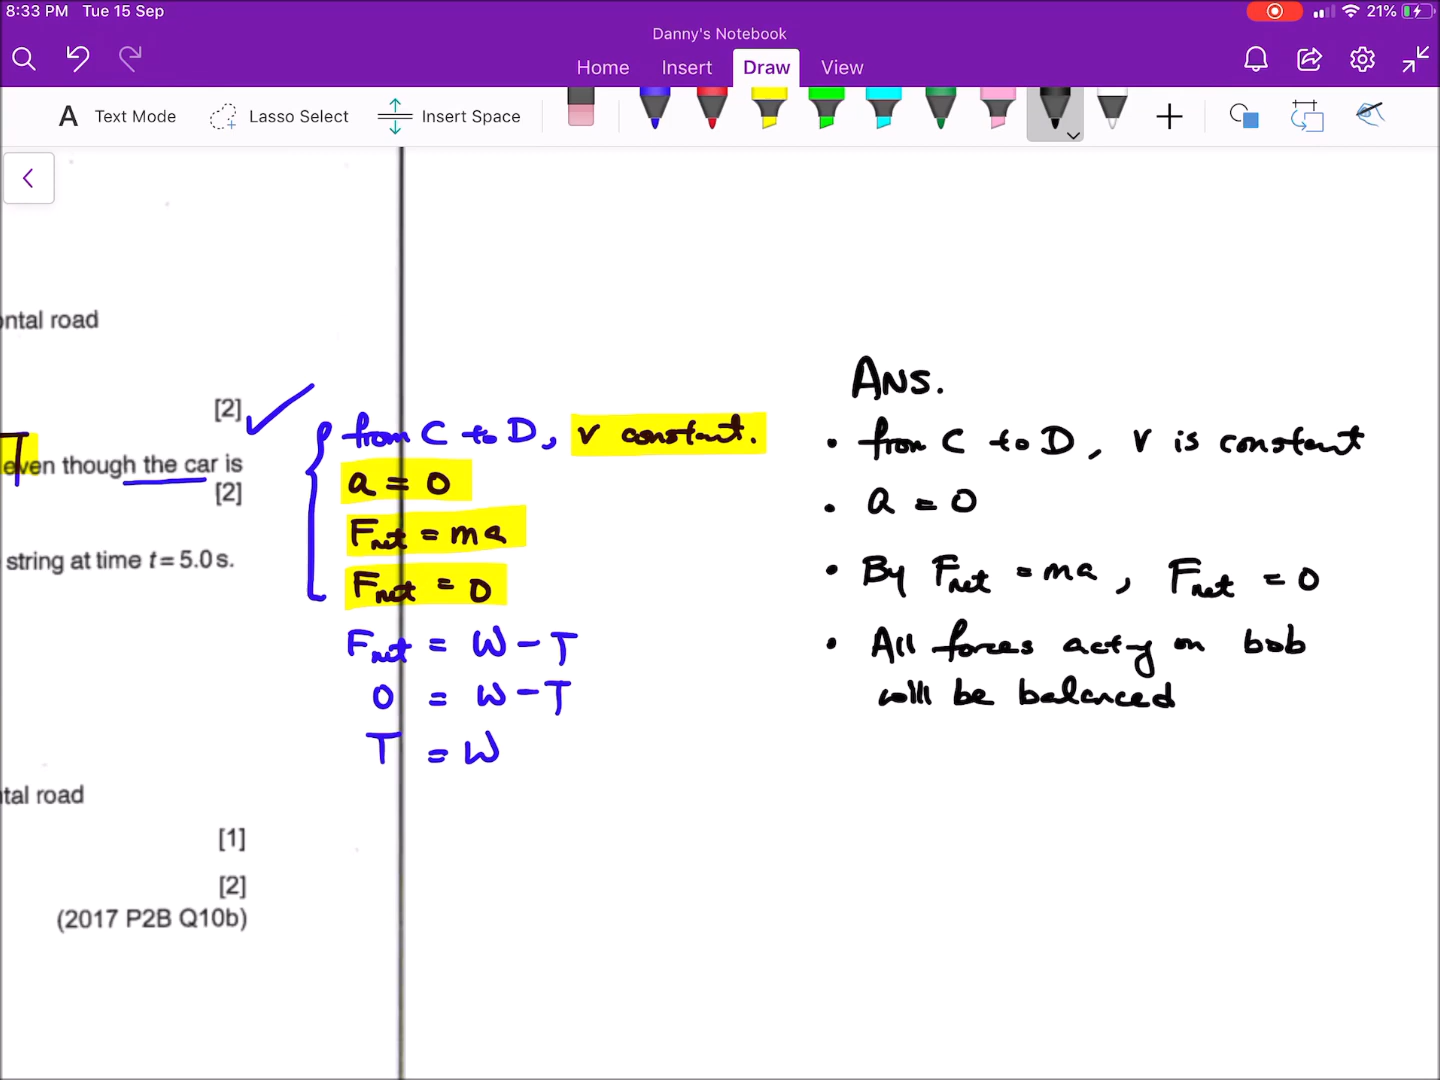 8:33 PM Tue 15 Sep
21%
Danny's Notebook
Home Insert Draw View
A Text Mode Lasso Select Insert Space
ontal road
[2]
T
even though the car is
[2]
string at time t = 5.0 s.
tal road
[1]
[2]
(2017 P2B Q10b)
from C to D, v constant.
a = 0
Fnet = ma
Fnet = 0
Fnet = W - T
0 = W - T
T = W
ANS.
• from C to D, v is constant
• a = 0
• By Fnet = ma, Fnet = 0
• All forces actg on bob
will be balanced